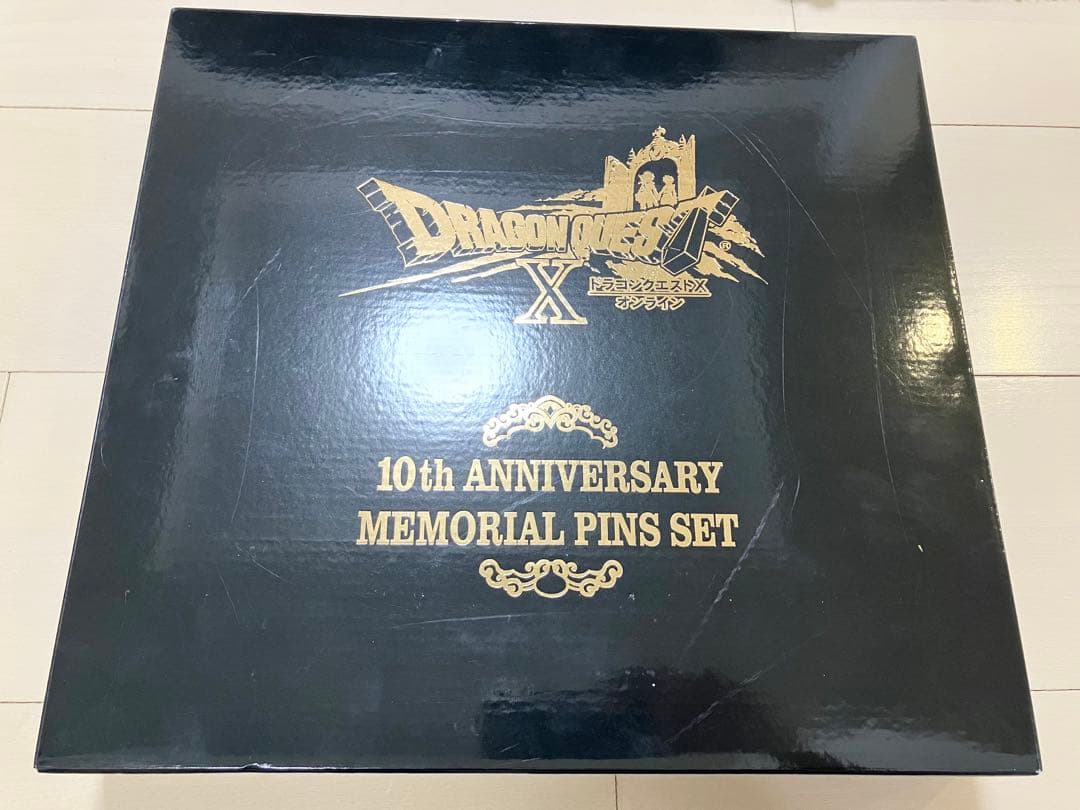 DRAGON QUEST
®
X
ドラゴンクエストX
オンライン
10th ANNIVERSARY
MEMORIAL PINS SET